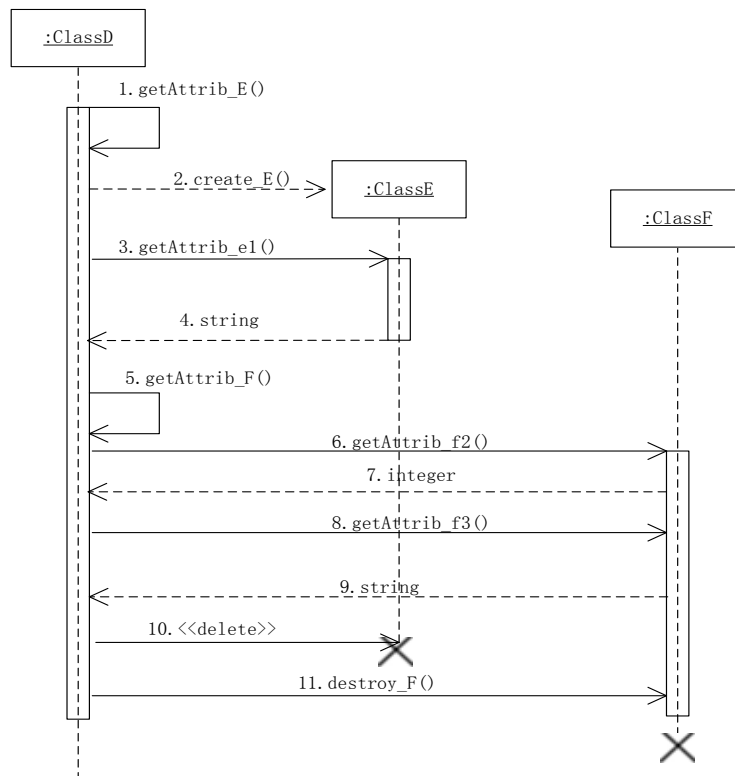 :ClassD
1.getAttrib_E()
2.create_E()
:ClassE
:ClassF
3.getAttrib_e1()
4.string
5.getAttrib_F()
6.getAttrib_f2()
7.integer
8.getAttrib_f3()
9.string
10.<<delete>>
11.destroy_F()